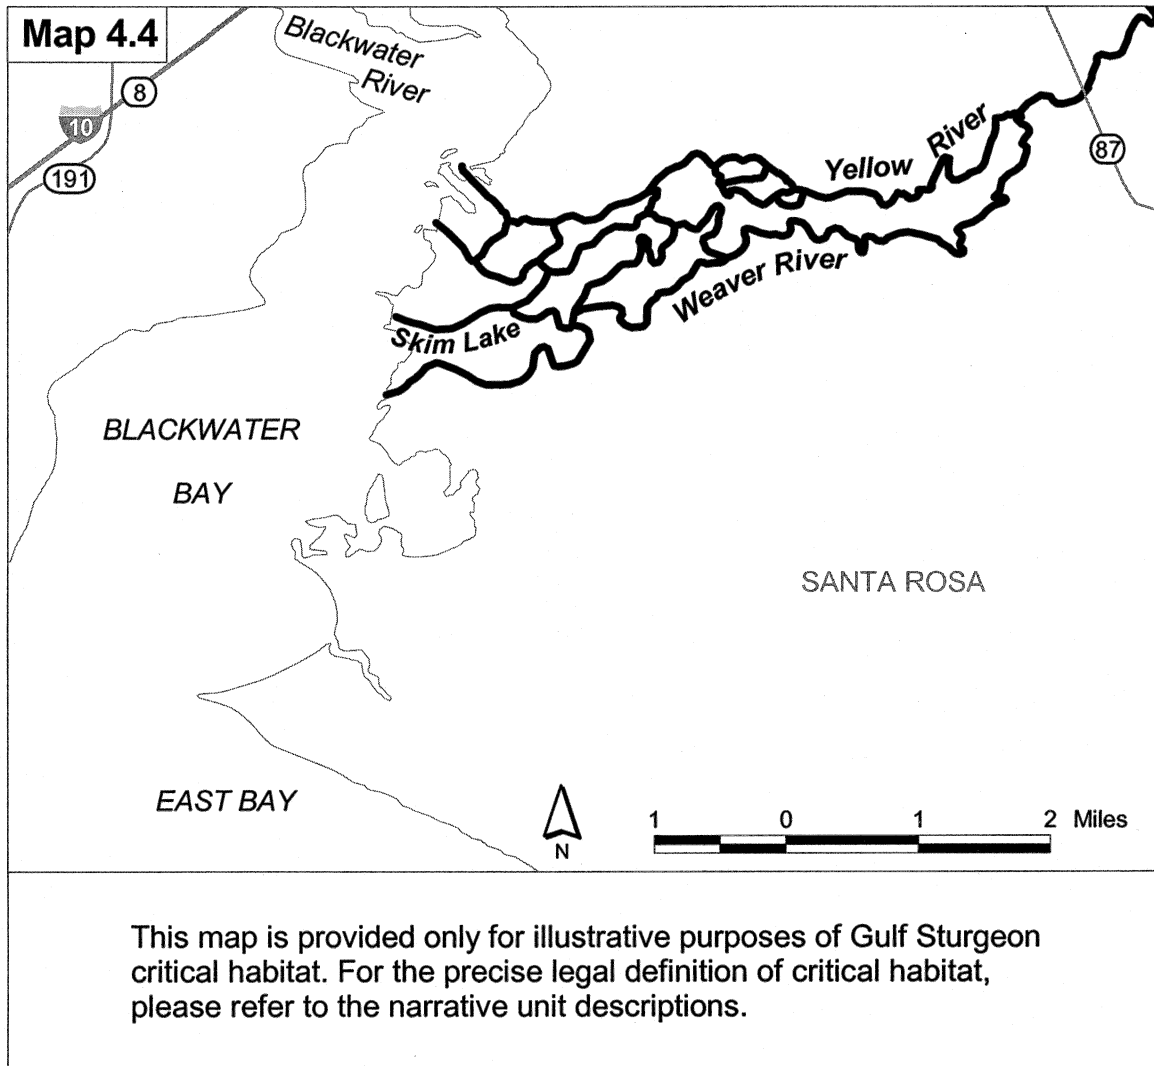 Map 4.4
Blackwater
River
8
10
191
Yellow River
87
Weaver River
Skim Lake
BLACKWATER
BAY
SANTA ROSA
EAST BAY
N
1 0 1 2 Miles
This map is provided only for illustrative purposes of Gulf Sturgeon
critical habitat. For the precise legal definition of critical habitat,
please refer to the narrative unit descriptions.